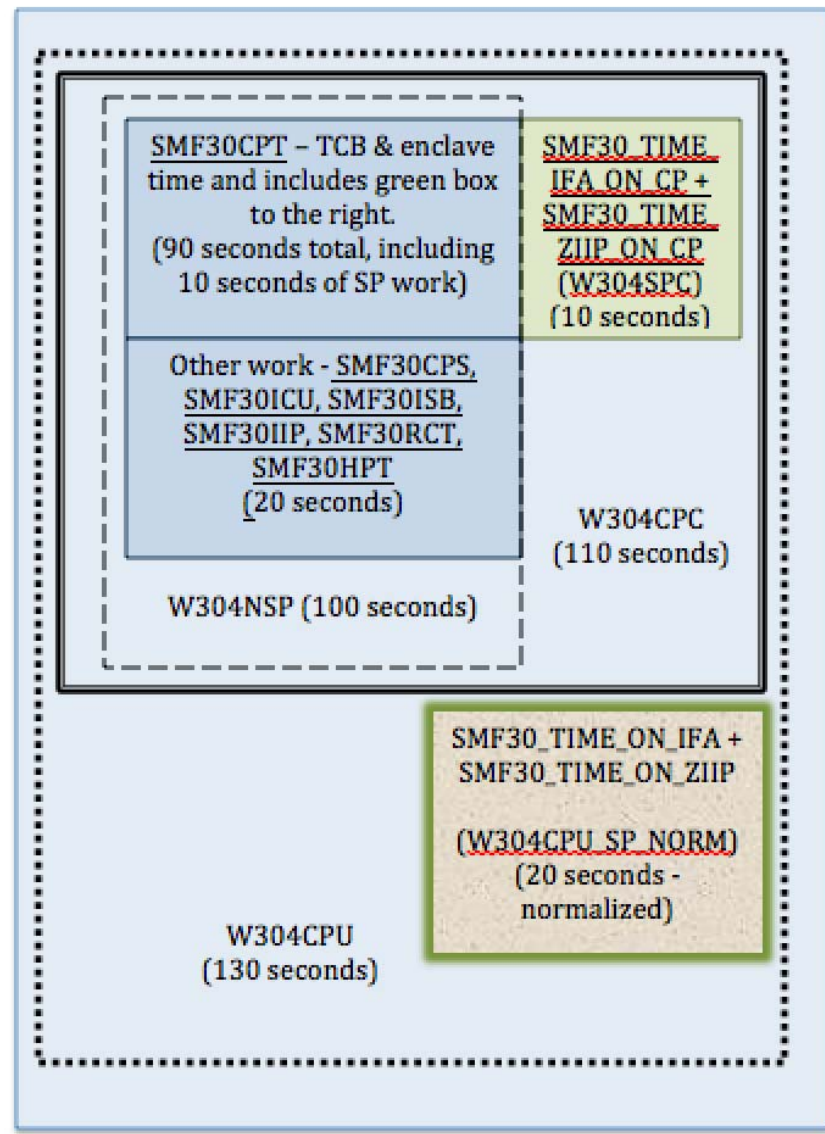 SMF30CPT – TCB & enclave
time and includes green box
to the right.
(90 seconds total, including
10 seconds of SP work)
SMF30_TIME_
IFA_ON_CP +
SMF30_TIME_
ZIIP_ON_CP
(W304SPC)
(10 seconds)
Other work - SMF30CPS,
SMF30ICU, SMF30ISB,
SMF30IIP, SMF30RCT,
SMF30HPT
(20 seconds)
W304CPC
(110 seconds)
W304NSP (100 seconds)
SMF30_TIME_ON_IFA +
SMF30_TIME_ON_ZIIP
(W304CPU_SP_NORM)
(20 seconds -
normalized)
W304CPU
(130 seconds)